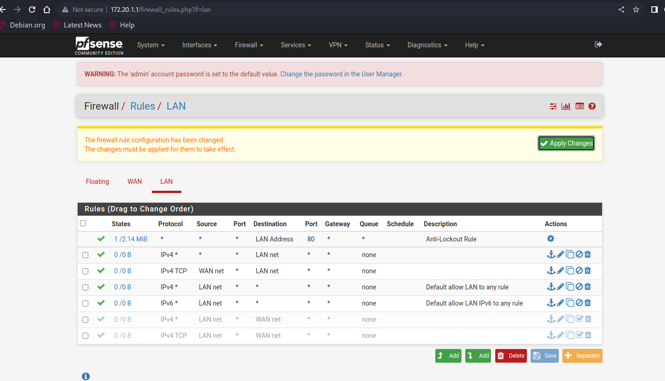 Not secure 172.20.1.1/firewall_rules.php?if=lan
Debian.org Latest News Help
pfsense COMMUNITY EDITION System Interfaces Firewall Services VPN Status Diagnostics Help
WARNING: The 'admin' account password is set to the default value. Change the password in the User Manager.
Firewall / Rules / LAN
The firewall rule configuration has been changed.
The changes must be applied for them to take effect.
Apply Changes
Floating WAN LAN
Rules (Drag to Change Order)
States Protocol Source Port Destination Port Gateway Queue Schedule Description Actions
1 /2.14 MiB * * * LAN Address 80 * * Anti-Lockout Rule
0 /0 B IPv4 * * * LAN net * * none
0 /0 B IPv4 TCP WAN net * LAN net * * none
0 /0 B IPv4 * LAN net * * * * none Default allow LAN to any rule
0 /0 B IPv6 * LAN net * * * * none Default allow LAN IPv6 to any rule
0 /0 B IPv4 * LAN net * WAN net * * none
0 /0 B IPv4 TCP LAN net * WAN net * * none
Add Add Delete Save Separator